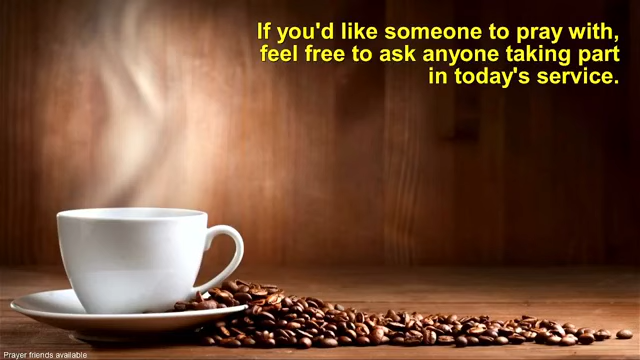 If you'd like someone to pray with,
feel free to ask anyone taking part
in today's service.
Prayer friends available